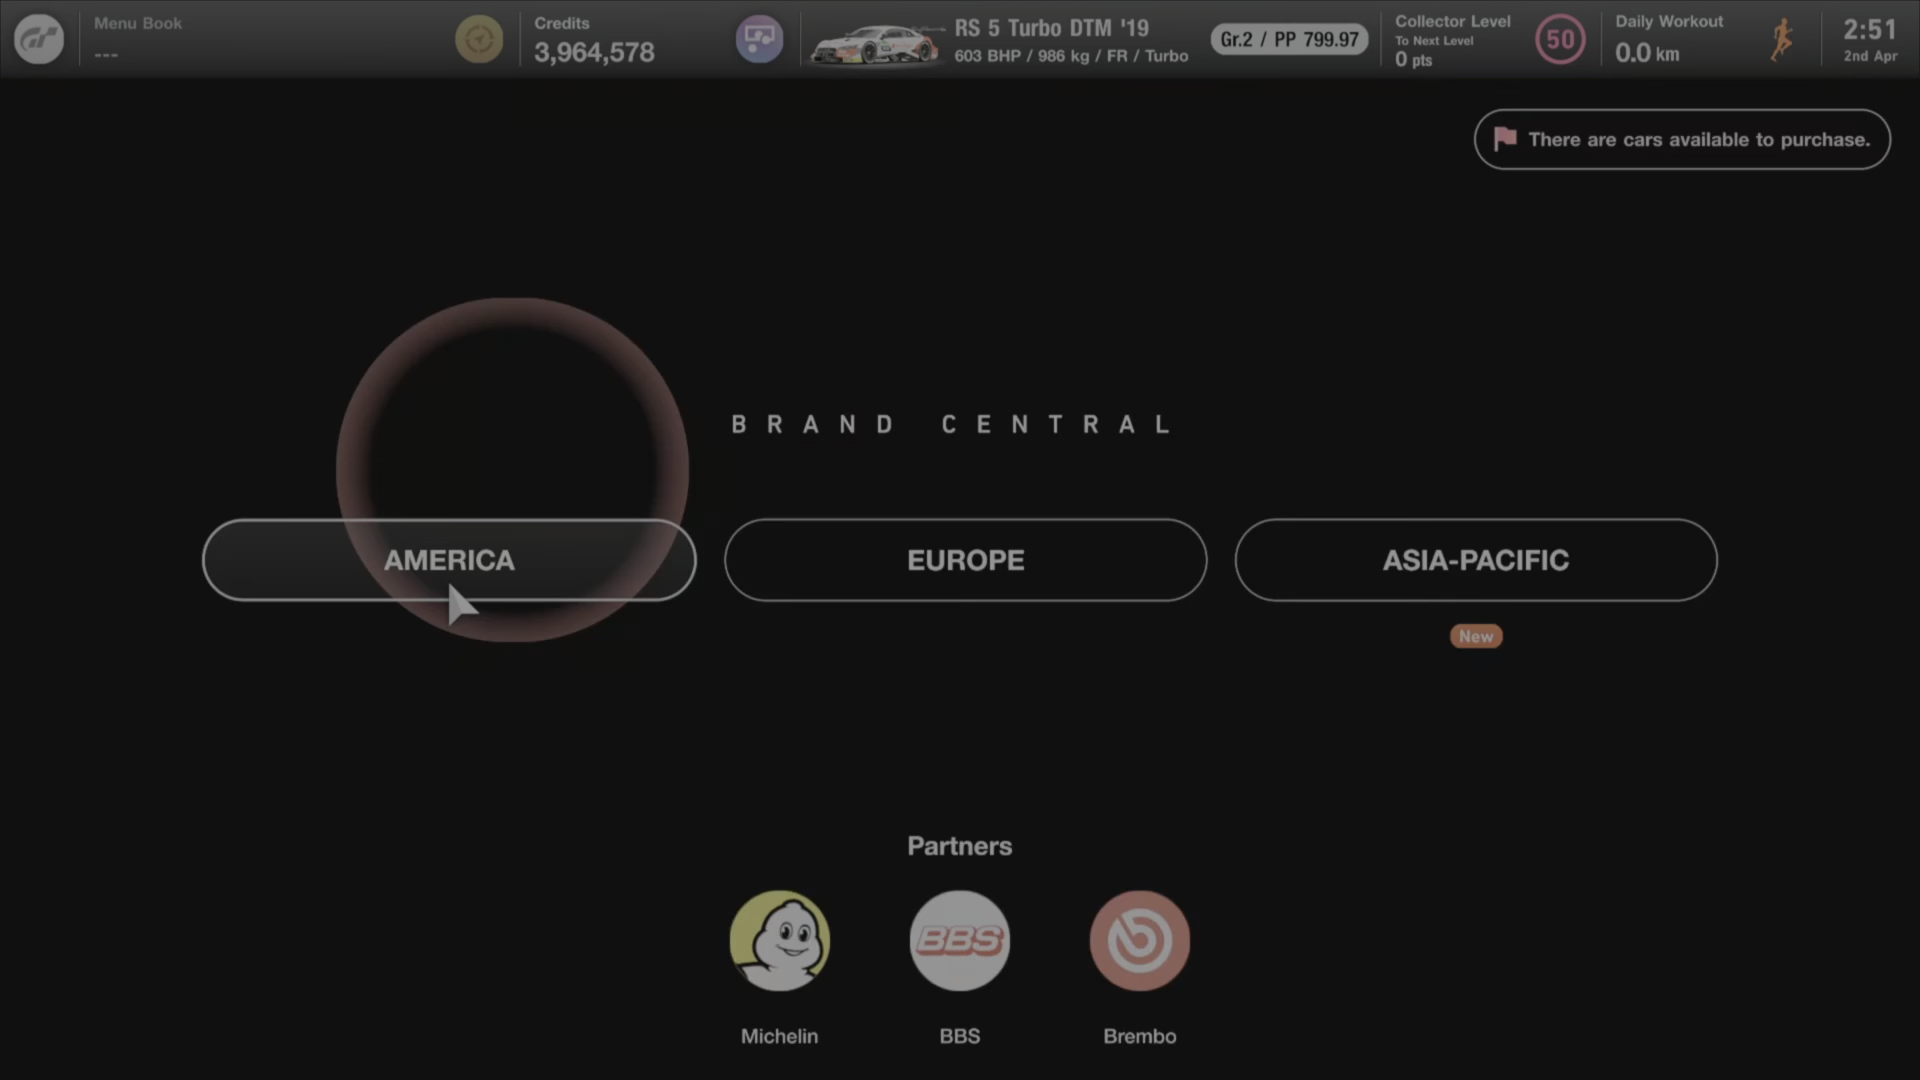 Menu Book
---
Credits
3,964,578
RS 5 Turbo DTM '19
603 BHP / 986 kg / FR / Turbo
Gr.2 / PP 799.97
Collector Level
To Next Level
0 pts
50
Daily Workout
0.0 km
2:51
2nd Apr
There are cars available to purchase.
BRAND CENTRAL
AMERICA
EUROPE
ASIA-PACIFIC
New
Partners
BBS
Michelin
BBS
Brembo